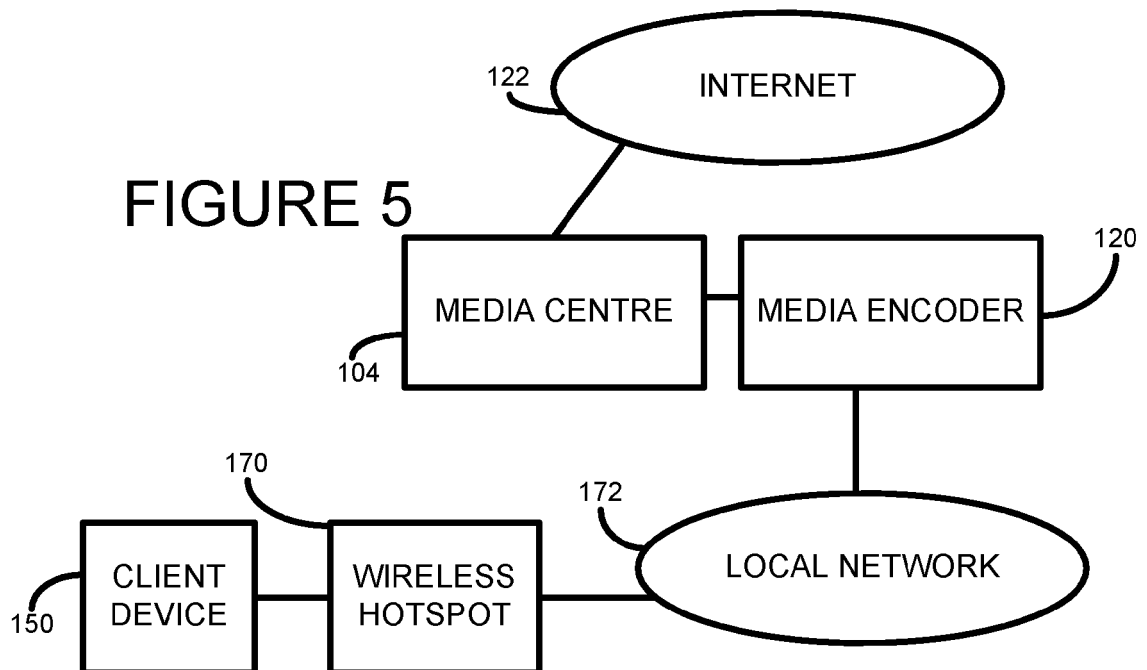 INTERNET
122
FIGURE 5
120
MEDIA CENTRE
MEDIA ENCODER
104
170
172
CLIENT
DEVICE
WIRELESS
HOTSPOT
LOCAL NETWORK
150